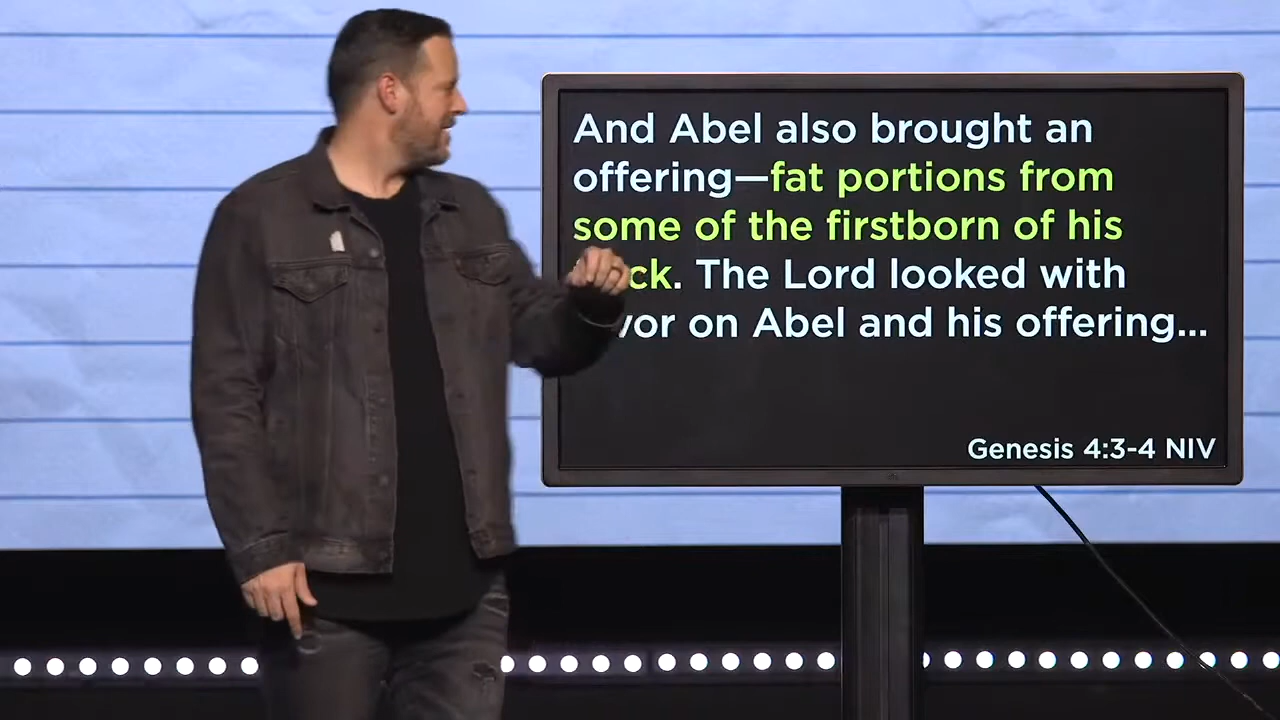 And Abel also brought an
offering—fat portions from
some of the firstborn of his
. The Lord looked with
on Abel and his offering...
Genesis 4:3-4 NIV